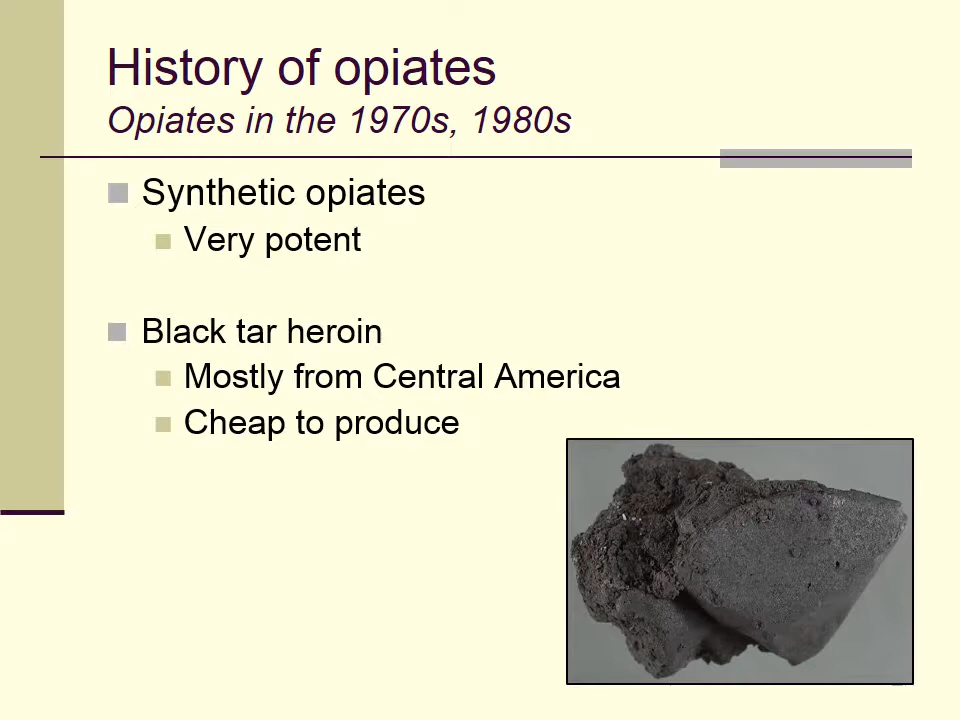 History of opiates
Opiates in the 1970s, 1980s
Synthetic opiates
Very potent
Black tar heroin
Mostly from Central America
Cheap to produce